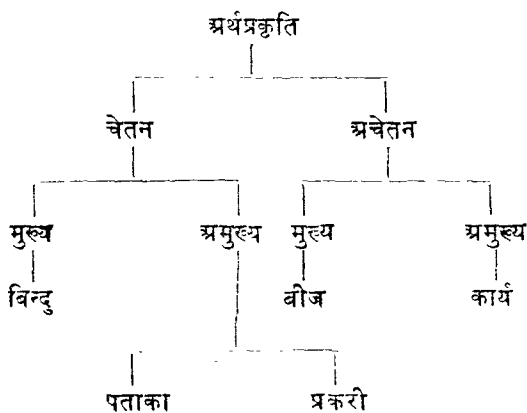 अर्थप्रकृति
चेतन अचेतन
मुख्य अमुख्य मुख्य अमुख्य
बिन्दु बीज कार्य
पताका प्रकरी